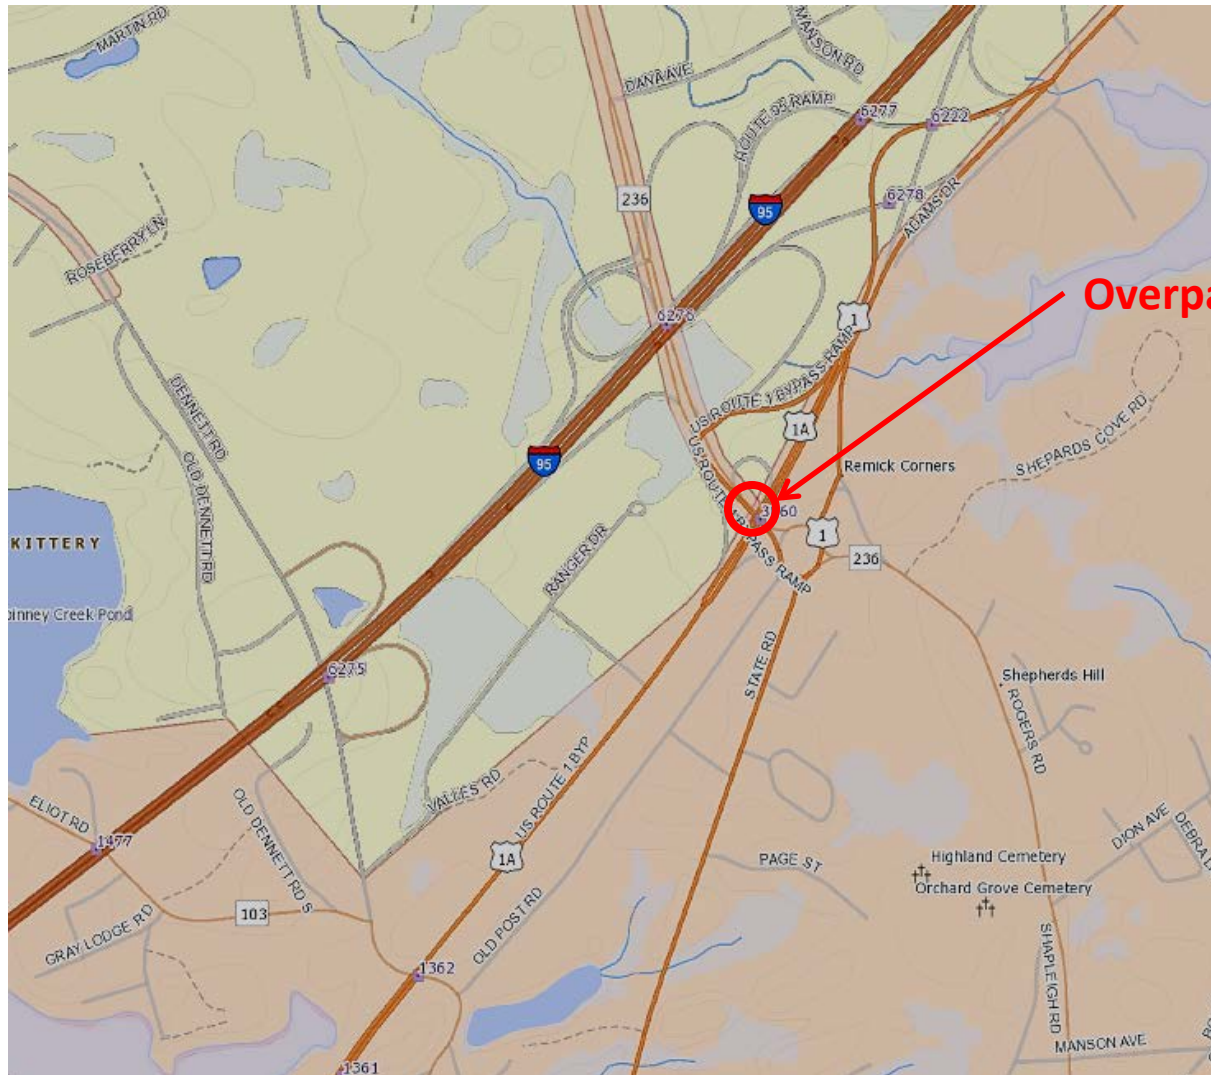 MARTIN RD
MANSON RD
DANA AVE
ROUTE 95 RAMP
6277
6222
236
95
6278
ADAMS DR
ROSEBERRY LN
Overpa
6276
1
US ROUTE 1 BYPASS RAMP
DENNETT RD
1A
SHEPARDS COVE RD
OLD DENNETT RD
95
Remick Corners
KITTERY
1
236
RANGER DR
pinney Creek Pond
STATE RD
6275
Shepherds Hill
ROGERS RD
US ROUTE 1 BYP
VALLES RD
ELIOT RD
OLD DENNETT RD S
1477
1A
PAGE ST
DION AVE
Highland Cemetery
Orchard Grove Cemetery
103
GRAY LODGE RD
OLD POST RD
1362
SHAPLEIGH RD
MANSON AVE
1361